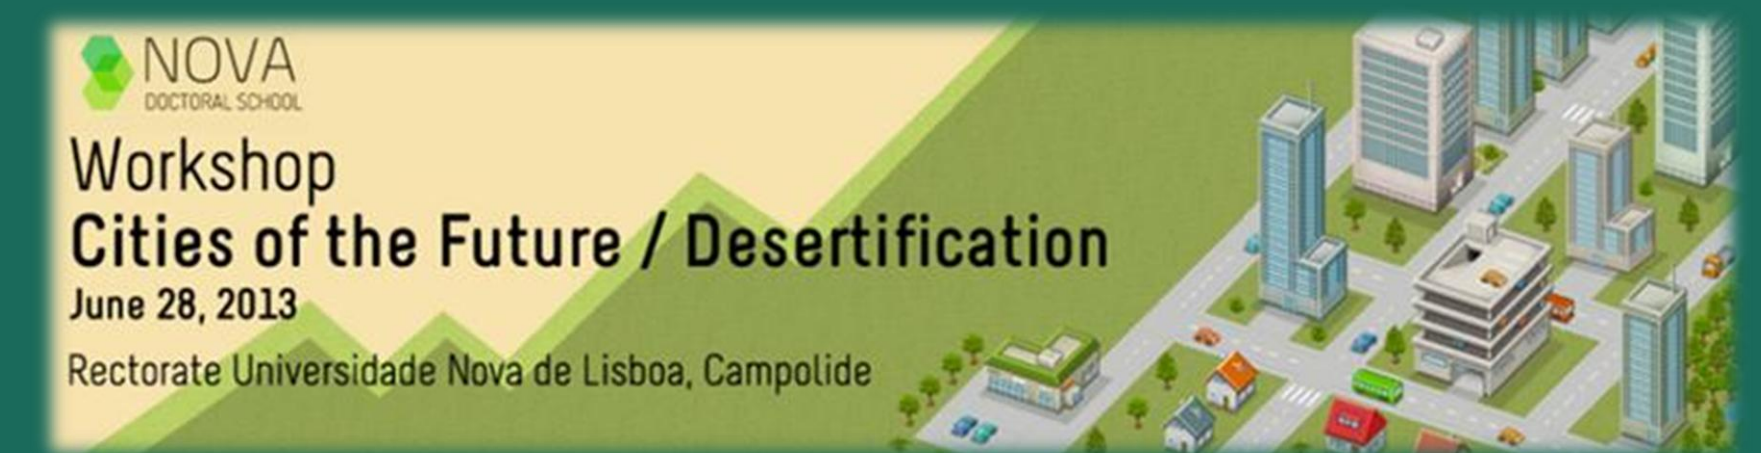 NOVA
DOCTORAL SCHOOL
Workshop
Cities of the Future / Desertification
June 28, 2013
Rectorate Universidade Nova de Lisboa, Campolide